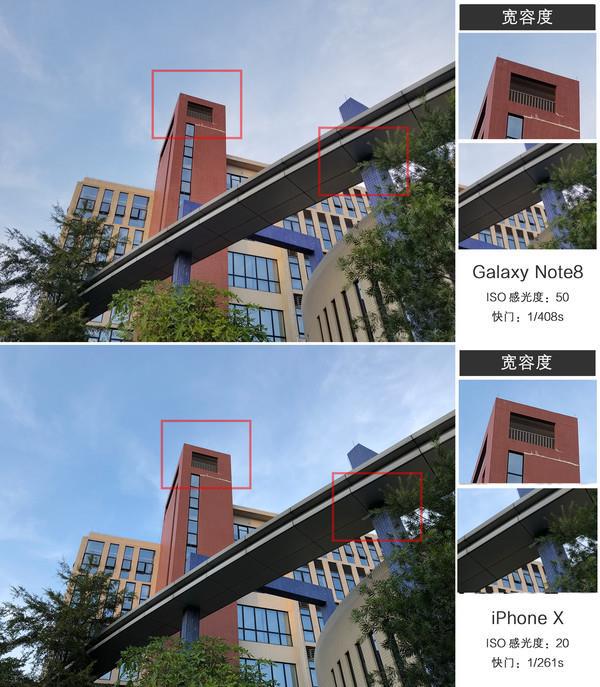 宽容度
Galaxy Note8
ISO 感光度：50
快门：1/408s
宽容度
iPhone X
ISO 感光度：20
快门：1/261s